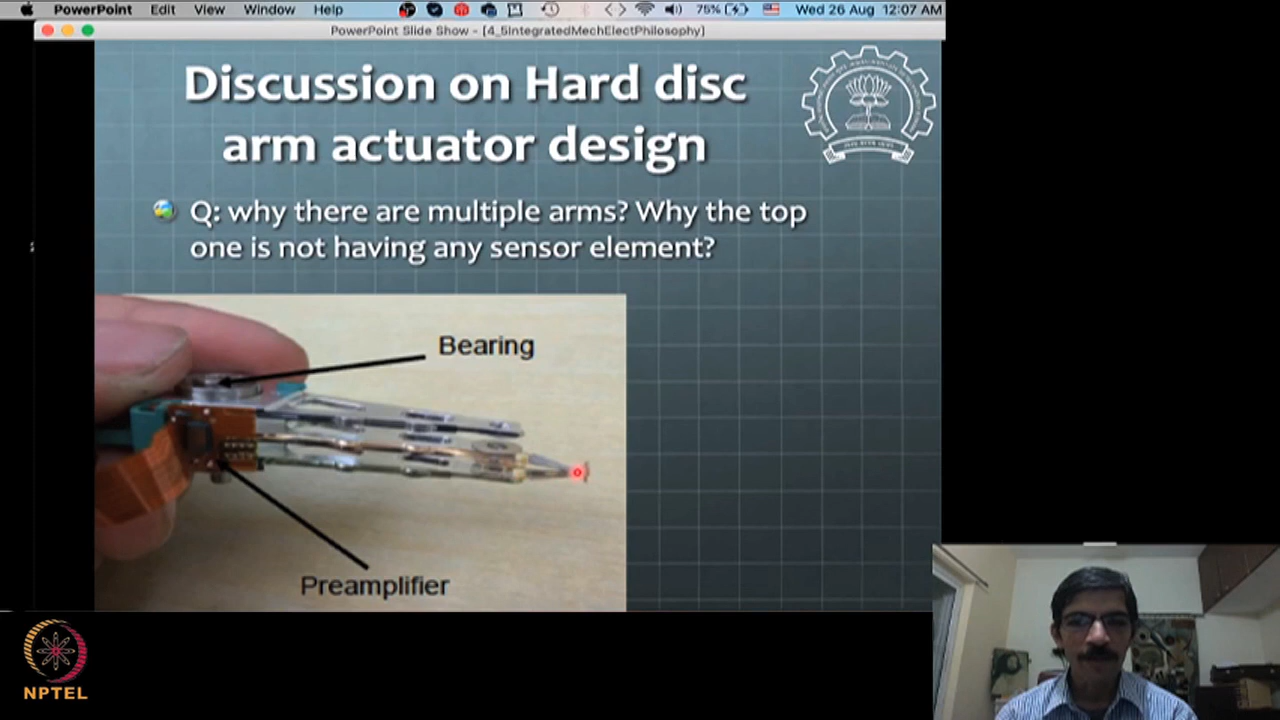 PowerPoint Edit View Window Help 75% Wed 26 Aug 12:07 AM
PowerPoint Slide Show - [4_5IntegratedMechElectPhilosophy]
Discussion on Hard disc
arm actuator design
Q: why there are multiple arms? Why the top
one is not having any sensor element?
Bearing
Preamplifier
NPTEL